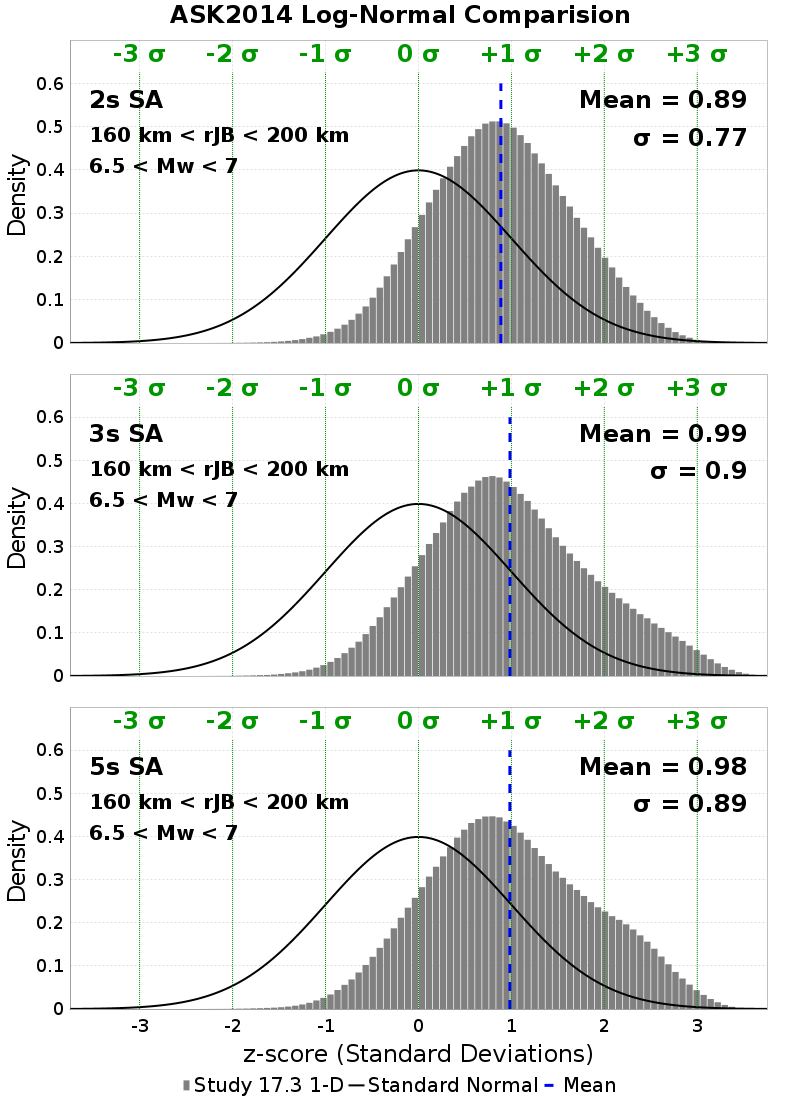 ASK2014 Log-Normal Comparision
-3 σ -2 σ -1 σ 0 σ +1 σ +2 σ +3 σ
2s SA
160 km < rJB < 200 km
6.5 < Mw < 7
Mean = 0.89
σ = 0.77
Density
0.6
0.5
0.4
0.3
0.2
0.1
0
-3 σ -2 σ -1 σ 0 σ +1 σ +2 σ +3 σ
3s SA
160 km < rJB < 200 km
6.5 < Mw < 7
Mean = 0.99
σ = 0.9
Density
0.6
0.5
0.4
0.3
0.2
0.1
0
-3 σ -2 σ -1 σ 0 σ +1 σ +2 σ +3 σ
5s SA
160 km < rJB < 200 km
6.5 < Mw < 7
Mean = 0.98
σ = 0.89
Density
0.6
0.5
0.4
0.3
0.2
0.1
0
-3 -2 -1 0 1 2 3
z-score (Standard Deviations)
Study 17.3 1-D Standard Normal Mean